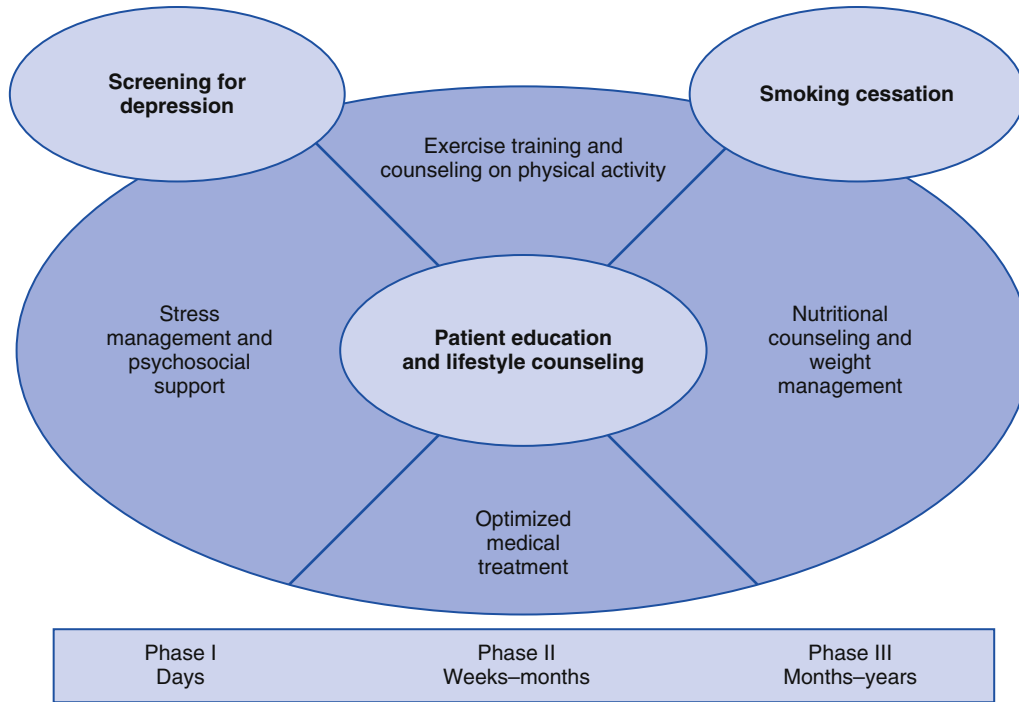 Screening for
depression
Smoking cessation
Exercise training and
counseling on physical activity
Stress
management and
psychosocial
support
Patient education
and lifestyle counseling
Nutritional
counseling and
weight
management
Optimized
medical
treatment
Phase I
Days
Phase II
Weeks–months
Phase III
Months–years